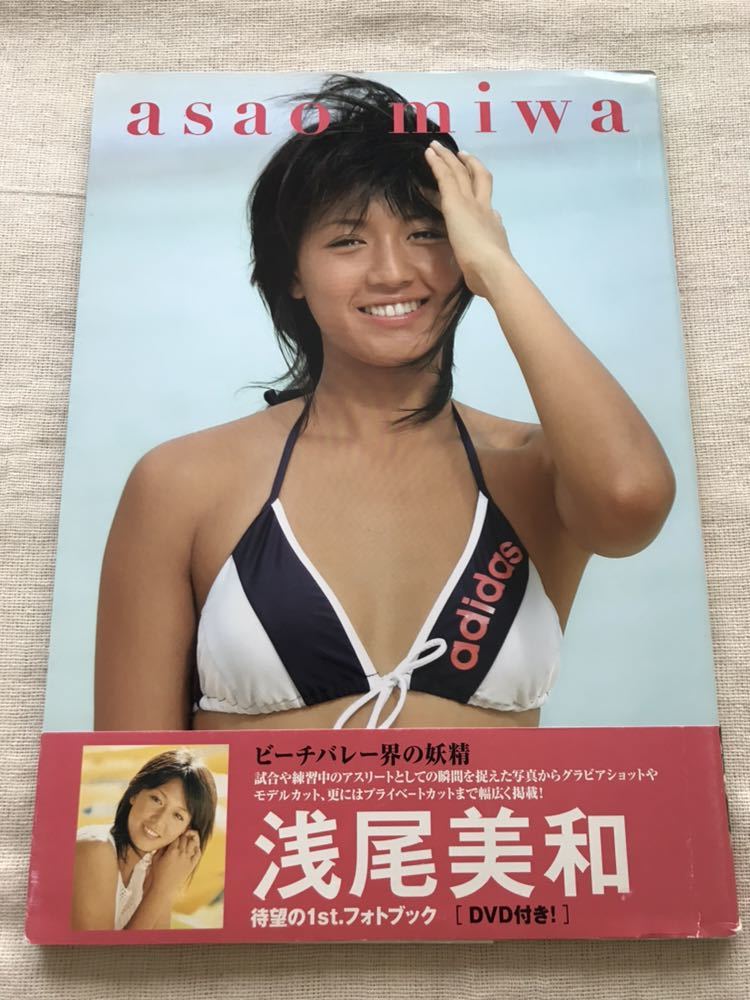 asao miwa
adidas
ビーチバレー界の妖精
試合や練習中のアスリートとしての瞬間を捉えた写真からグラビアショットや
モデルカット、更にはプライベートカットまで幅広く掲載!
浅尾美和
待望の1st.フォトブック [DVD付き!]